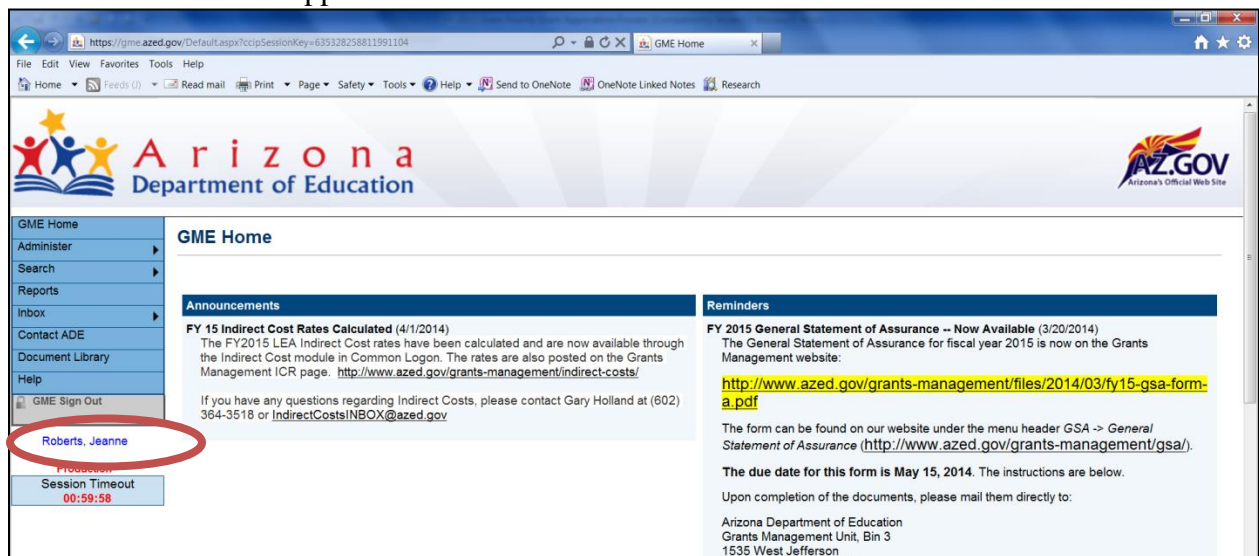 https://gme.azed.gov/Default.aspx?ccipSessionKey=635328258811991104
GME Home
File Edit View Favorites Tools Help
Home Feeds (J) Read mail Print Page Safety Tools Help Send to OneNote OneNote Linked Notes Research
Arizona
Department of Education
AZ.GOV
Arizona's Official Web Site
GME Home
Administer
Search
Reports
Inbox
Contact ADE
Document Library
Help
GME Sign Out
Roberts, Jeanne
Production
Session Timeout
00:59:58
GME Home
Announcements
FY 15 Indirect Cost Rates Calculated (4/1/2014)
The FY2015 LEA Indirect Cost rates have been calculated and are now available through
the Indirect Cost module in Common Logon. The rates are also posted on the Grants
Management ICR page. http://www.azed.gov/grants-management/indirect-costs/
If you have any questions regarding Indirect Costs, please contact Gary Holland at (602)
364-3518 or IndirectCostsINBOX@azed.gov
Reminders
FY 2015 General Statement of Assurance -- Now Available (3/20/2014)
The General Statement of Assurance for fiscal year 2015 is now on the Grants
Management website:
http://www.azed.gov/grants-management/files/2014/03/fy15-gsa-form-
a.pdf
The form can be found on our website under the menu header GSA -> General
Statement of Assurance (http://www.azed.gov/grants-management/gsa/).
The due date for this form is May 15, 2014. The instructions are below.
Upon completion of the documents, please mail them directly to:
Arizona Department of Education
Grants Management Unit, Bin 3
1535 West Jefferson